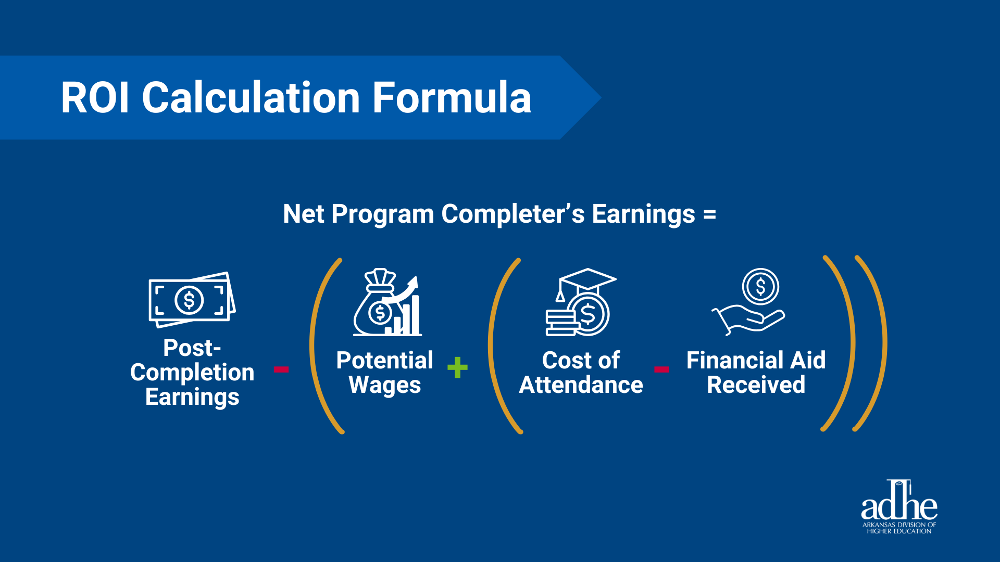 ROI Calculation Formula
Net Program Completer’s Earnings =
Post-
Completion
Earnings
-
(
Potential
Wages
+
(
Cost of
Attendance
-
Financial Aid
Received
)
)
adhe
ARKANSAS DIVISION OF
HIGHER EDUCATION